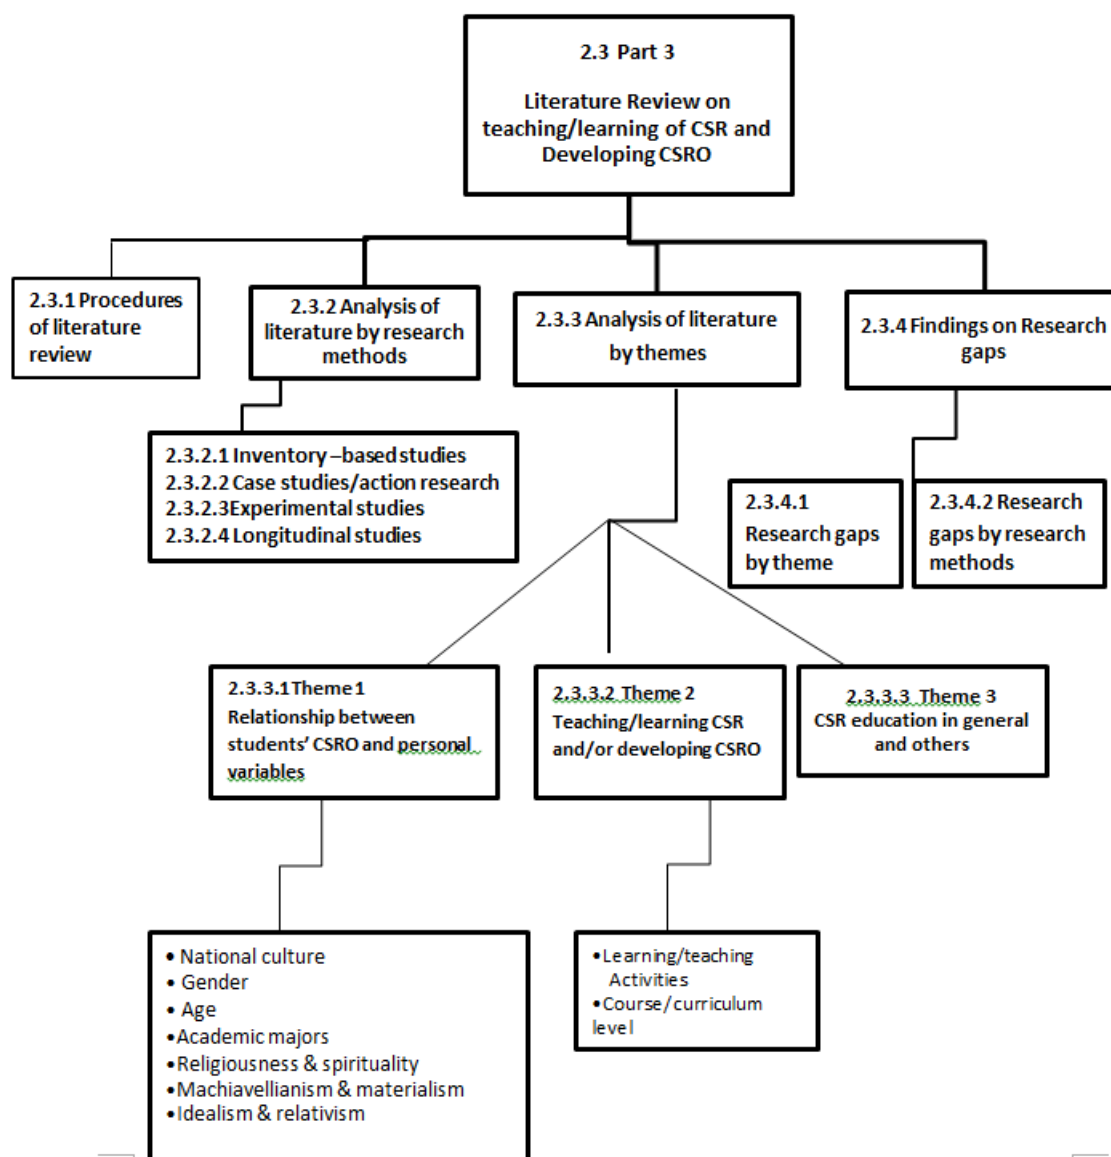 2.3 Part 3
Literature Review on
teaching/learning of CSR and
Developing CSRO
2.3.1 Procedures
of literature
review
2.3.2 Analysis of
literature by research
methods
2.3.3 Analysis of literature
by themes
2.3.4 Findings on Research
gaps
2.3.2.1 Inventory –based studies
2.3.2.2 Case studies/action research
2.3.2.3Experimental studies
2.3.2.4 Longitudinal studies
2.3.4.1
Research gaps
by theme
2.3.4.2 Research
gaps by research
methods
2.3.3.1Theme 1
Relationship between
students’ CSRO and personal
variables
2.3.3.2 Theme 2
Teaching/learning CSR
and/or developing CSRO
2.3.3.3 Theme 3
CSR education in general
and others
• National culture
• Gender
• Age
•Academic majors
•Religiousness & spirituality
•Machiavellianism & materialism
•Idealism & relativism
•Learning/teaching
Activities
•Course/curriculum
level